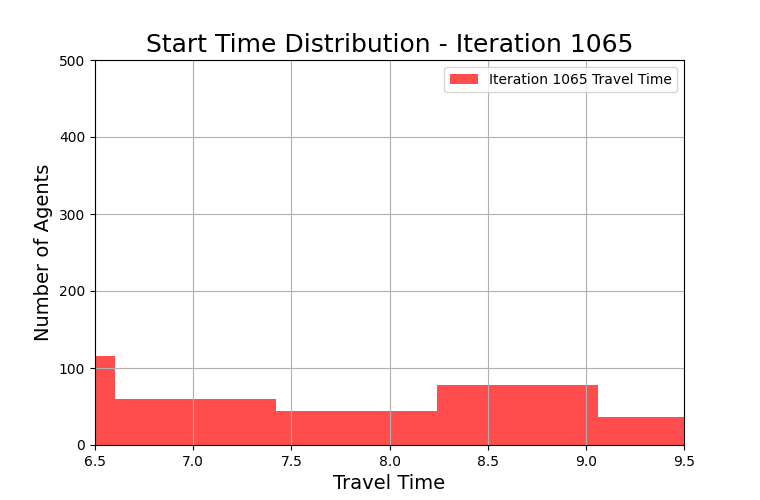 Start Time Distribution - Iteration 1065
Iteration 1065 Travel Time
Number of Agents
500
400
300
200
100
0
6.5 7.0 7.5 8.0 8.5 9.0 9.5
Travel Time